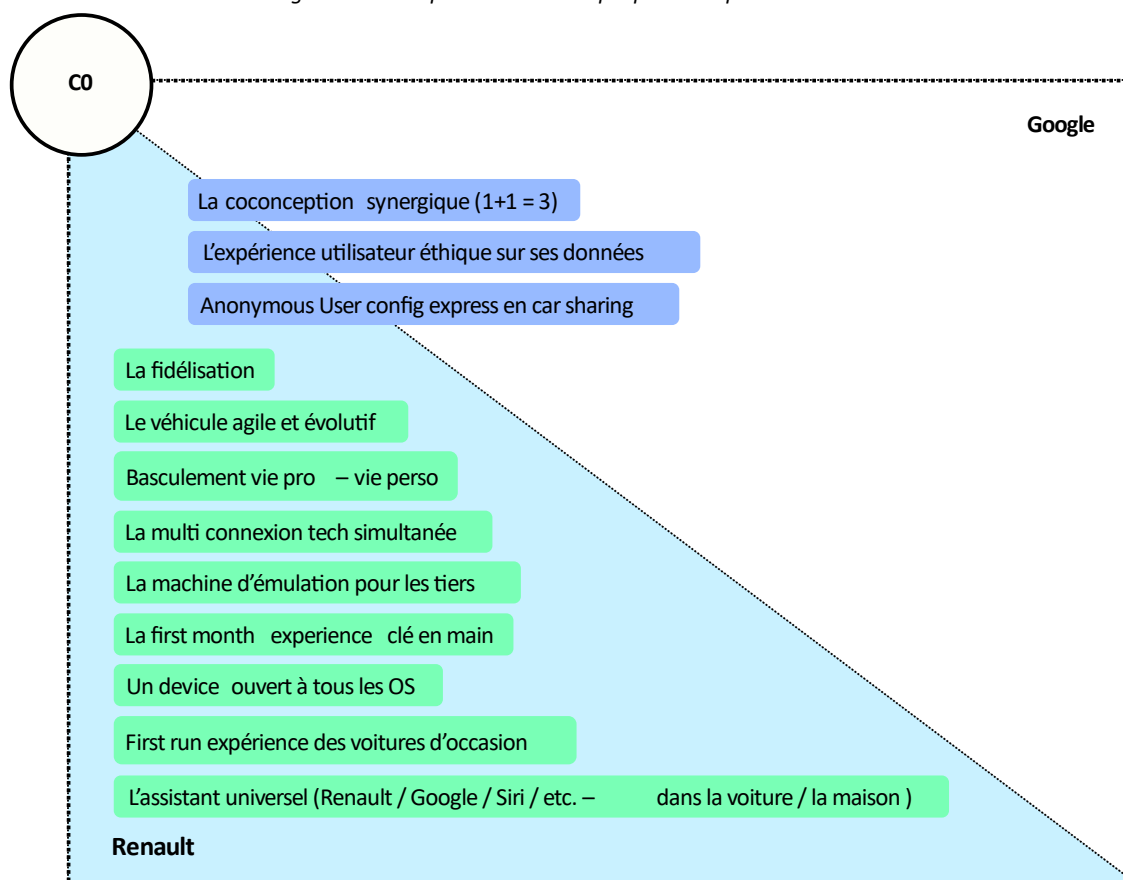 C0
Google
La coconception synergique (1+1 = 3)
L’expérience utilisateur éthique sur ses données
Anonymous User config express en car sharing
La fidélisation
Le véhicule agile et évolutif
Basculement vie pro – vie perso
La multi connexion tech simultanée
La machine d’émulation pour les tiers
La first month experience clé en main
Un device ouvert à tous les OS
First run expérience des voitures d’occasion
L’assistant universel (Renault / Google / Siri / etc. – dans la voiture / la maison )
Renault